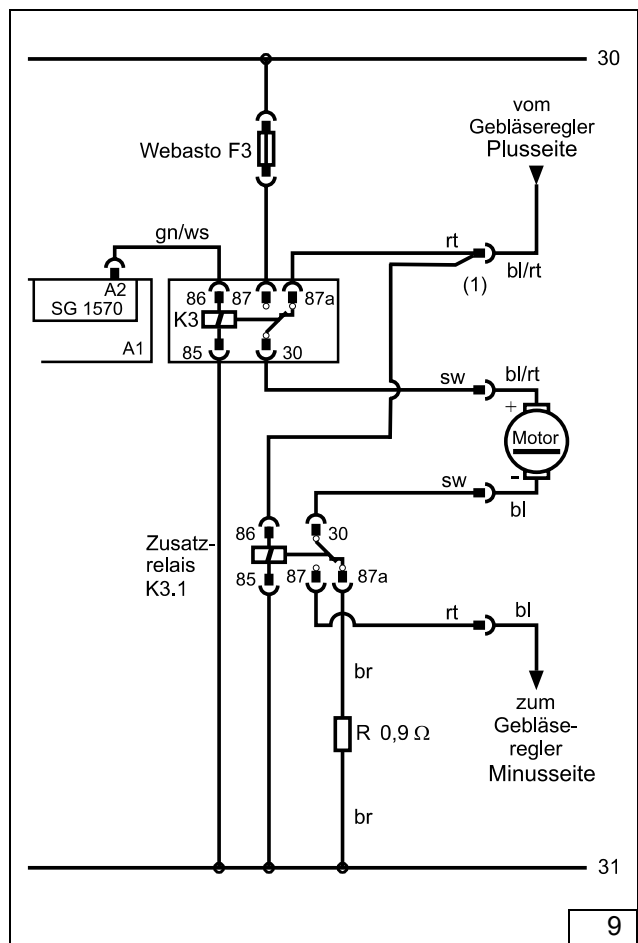 30
vom
Gebläseregler
Plusseite
Webasto F3
gn/ws
rt
A2
SG 1570
A1
86
87
87a
K3
85
30
(1)
bl/rt
sw
bl/rt
+
Motor
-
sw
bl
86
30
Zusatz-
relais
K3.1
85
87
87a
rt
bl
br
zum
Gebläse-
regler
Minusseite
R 0,9 Ω
br
31
9